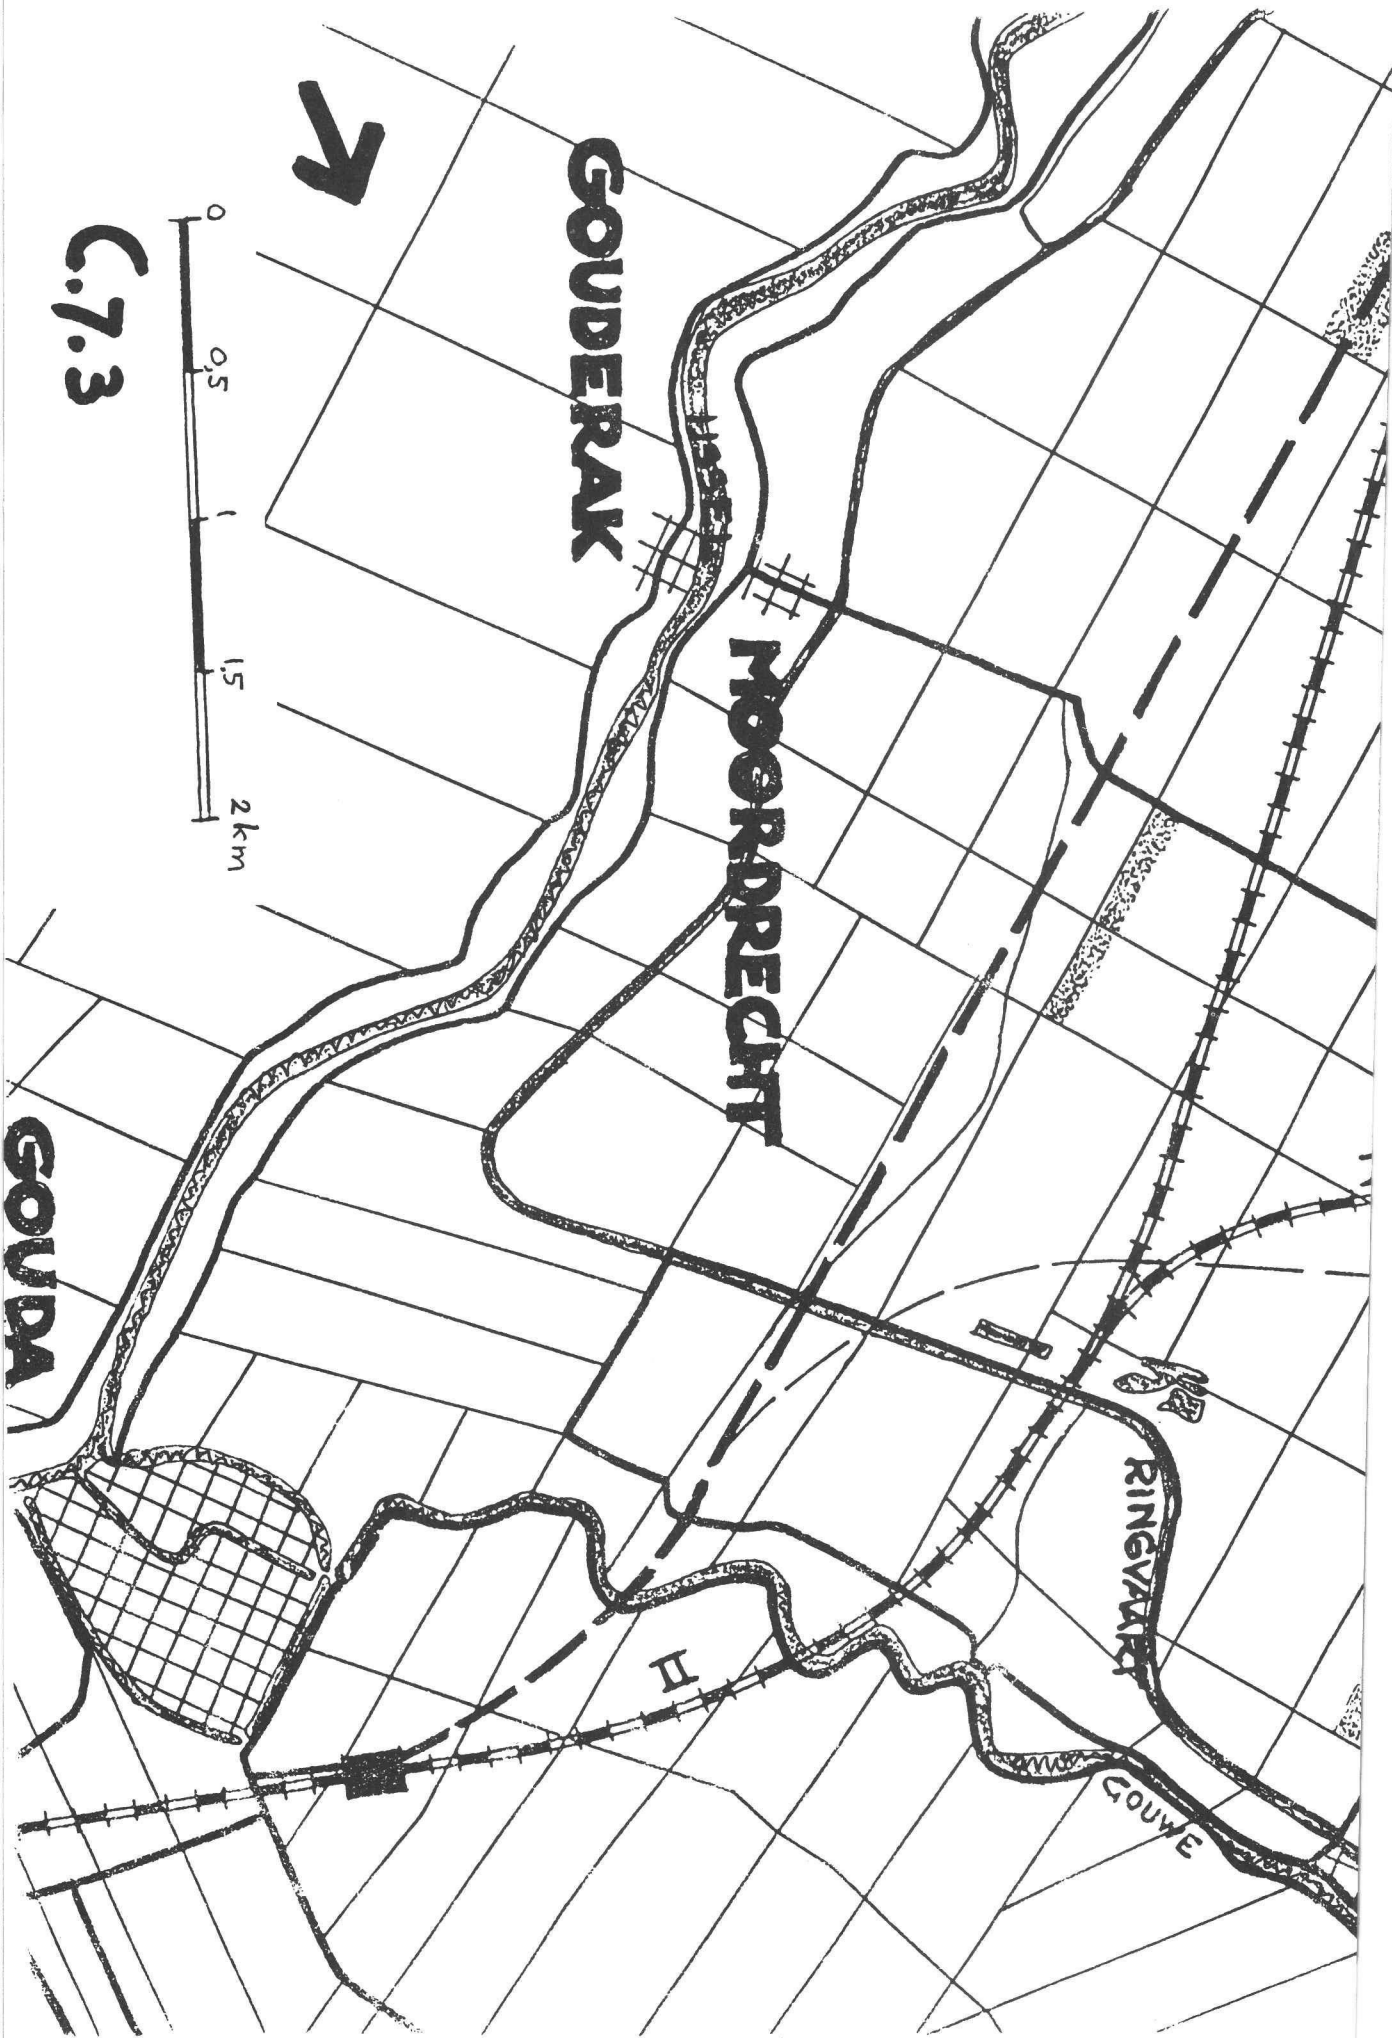 GOUDERAK
MOORDRECHT
IJSSEL
GOUDA
RINGVAART
GOUWE
II
0 0,5 1 1,5 2 km
C.7.3